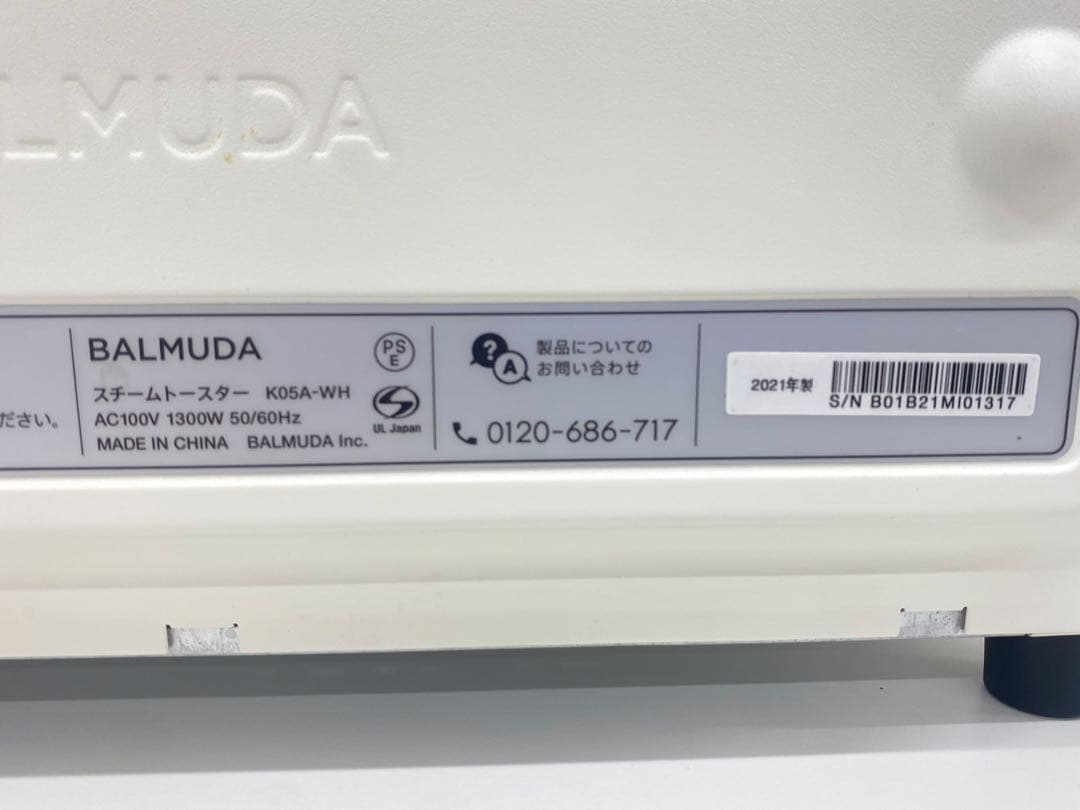 LMUDA
ださい。
BALMUDA
PS
E
スチームトースター K05A-WH
AC100V 1300W 50/60Hz
UL Japan
MADE IN CHINA BALMUDA Inc.
?
A
製品についての
お問い合わせ
0120-686-717
2021年製
S/N B01B21MI01317